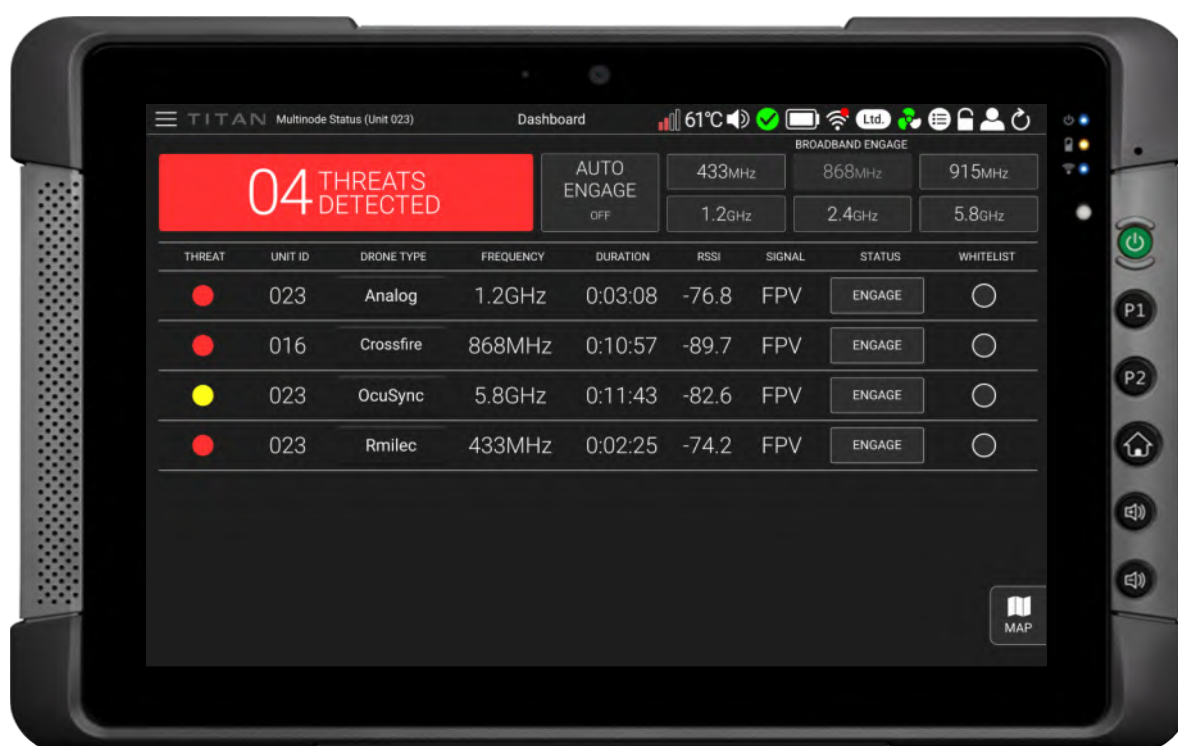 TITAN Multinode Status (Unit 023) Dashboard 61°C Ltd.
BROADBAND ENGAGE
04 THREATS DETECTED
AUTO ENGAGE OFF
433MHz 868MHz 915MHz
1.2GHz 2.4GHz 5.8GHz
THREAT UNIT ID DRONE TYPE FREQUENCY DURATION RSSI SIGNAL STATUS WHITELIST
023 Analog 1.2GHz 0:03:08 -76.8 FPV ENGAGE
016 Crossfire 868MHz 0:10:57 -89.7 FPV ENGAGE
023 OcuSync 5.8GHz 0:11:43 -82.6 FPV ENGAGE
023 Rmilec 433MHz 0:02:25 -74.2 FPV ENGAGE
MAP
P1
P2